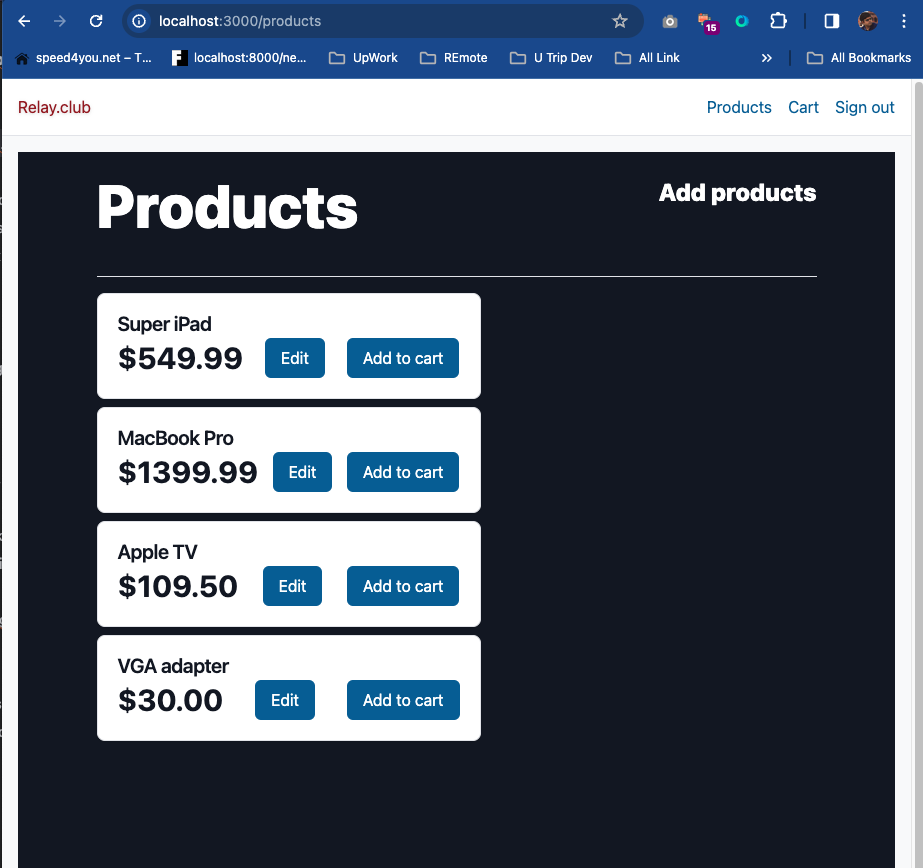 localhost:3000/products
15
speed4you.net – T... localhost:8000/ne... UpWork REmote U Trip Dev All Link » All Bookmarks
Relay.club Products Cart Sign out
Products Add products
Super iPad
$549.99 Edit Add to cart
MacBook Pro
$1399.99 Edit Add to cart
Apple TV
$109.50 Edit Add to cart
VGA adapter
$30.00 Edit Add to cart